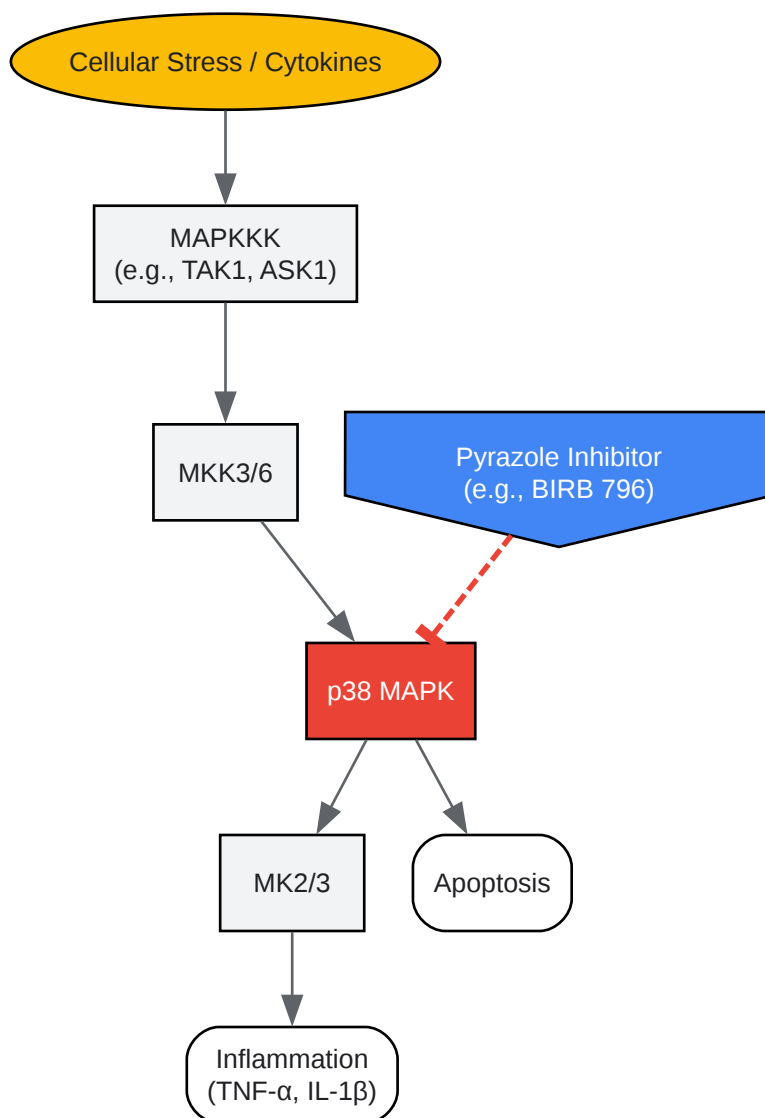 Cellular Stress / Cytokines
MAPKKK
(e.g., TAK1, ASK1)
MKK3/6
Pyrazole Inhibitor
(e.g., BIRB 796)
p38 MAPK
MK2/3
Apoptosis
Inflammation
(TNF-α, IL-1β)